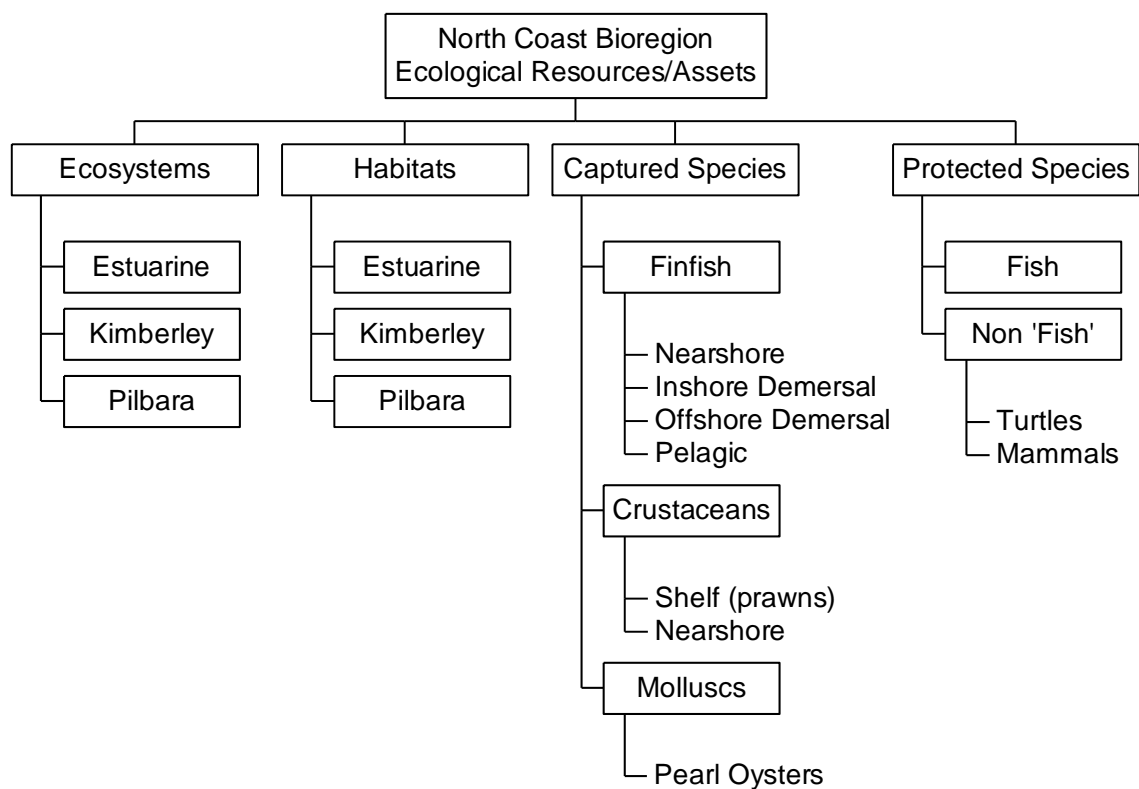 North Coast Bioregion
Ecological Resources/Assets
Ecosystems
Estuarine
Kimberley
Pilbara
Habitats
Estuarine
Kimberley
Pilbara
Captured Species
Finfish
Nearshore
Inshore Demersal
Offshore Demersal
Pelagic
Crustaceans
Shelf (prawns)
Nearshore
Molluscs
Pearl Oysters
Protected Species
Fish
Non 'Fish'
Turtles
Mammals